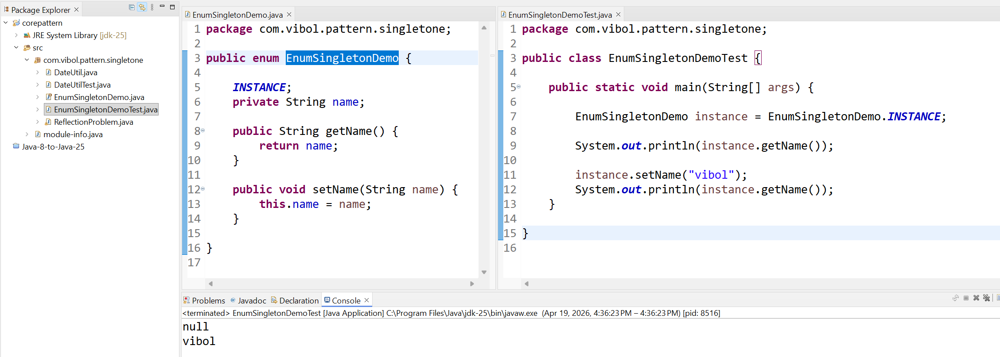 Package Explorer
corepattern
JRE System Library [jdk-25]
src
com.vibol.pattern.singletone
DateUtil.java
DateUtilTest.java
EnumSingletonDemo.java
EnumSingletonDemoTest.java
ReflectionProblem.java
module-info.java
Java-8-to-Java-25
EnumSingletonDemo.java
1 package com.vibol.pattern.singletone;
2
3 public enum EnumSingletonDemo {
4
5     INSTANCE;
6     private String name;
7
8     public String getName() {
9         return name;
10     }
11
12     public void setName(String name) {
13         this.name = name;
14     }
15
16 }
17
EnumSingletonDemoTest.java
1 package com.vibol.pattern.singletone;
2
3 public class EnumSingletonDemoTest {
4
5     public static void main(String[] args) {
6
7         EnumSingletonDemo instance = EnumSingletonDemo.INSTANCE;
8
9         System.out.println(instance.getName());
10
11         instance.setName("vibol");
12         System.out.println(instance.getName());
13     }
14
15 }
16
Problems @ Javadoc Declaration Console
<terminated> EnumSingletonDemoTest [Java Application] C:\Program Files\Java\jdk-25\bin\javaw.exe (Apr 19, 2026, 4:36:23 PM – 4:36:23 PM) [pid: 8516]
null
vibol